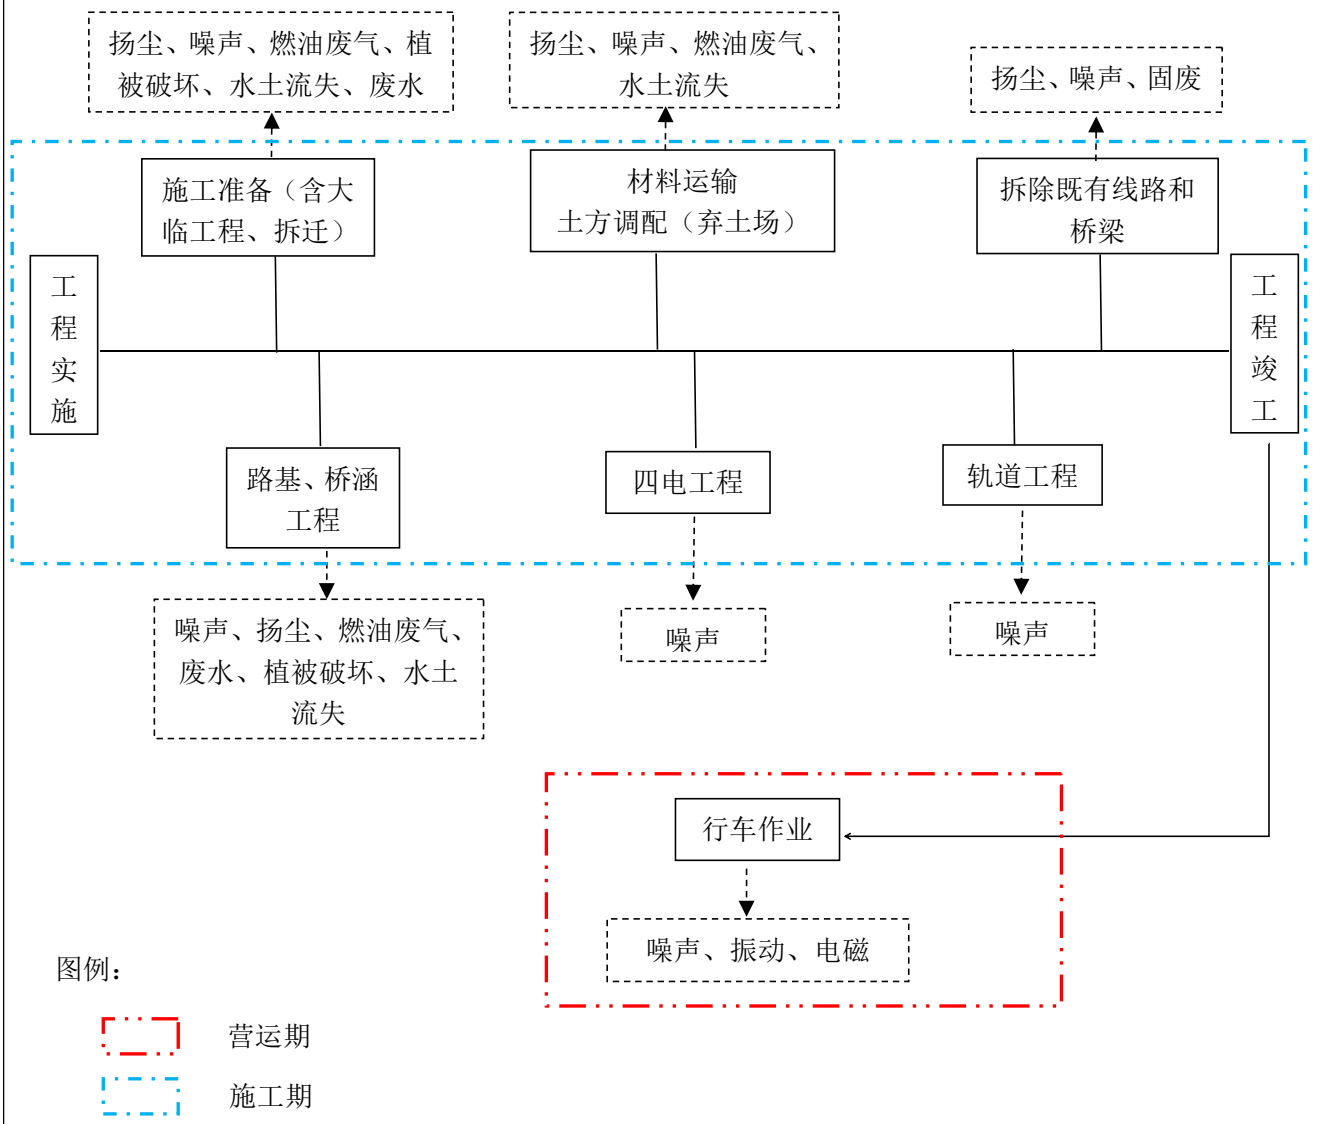 扬尘、噪声、燃油废气、植
被破坏、水土流失、废水
扬尘、噪声、燃油废气、
水土流失
扬尘、噪声、固废
施工准备（含大
临工程、拆迁）
材料运输
土方调配（弃土场）
拆除既有线路和
桥梁
工
程
实
施
工
程
竣
工
路基、桥涵
工程
四电工程
轨道工程
噪声、扬尘、燃油废气、
废水、植被破坏、水土
流失
噪声
噪声
行车作业
噪声、振动、电磁
图例：
营运期
施工期